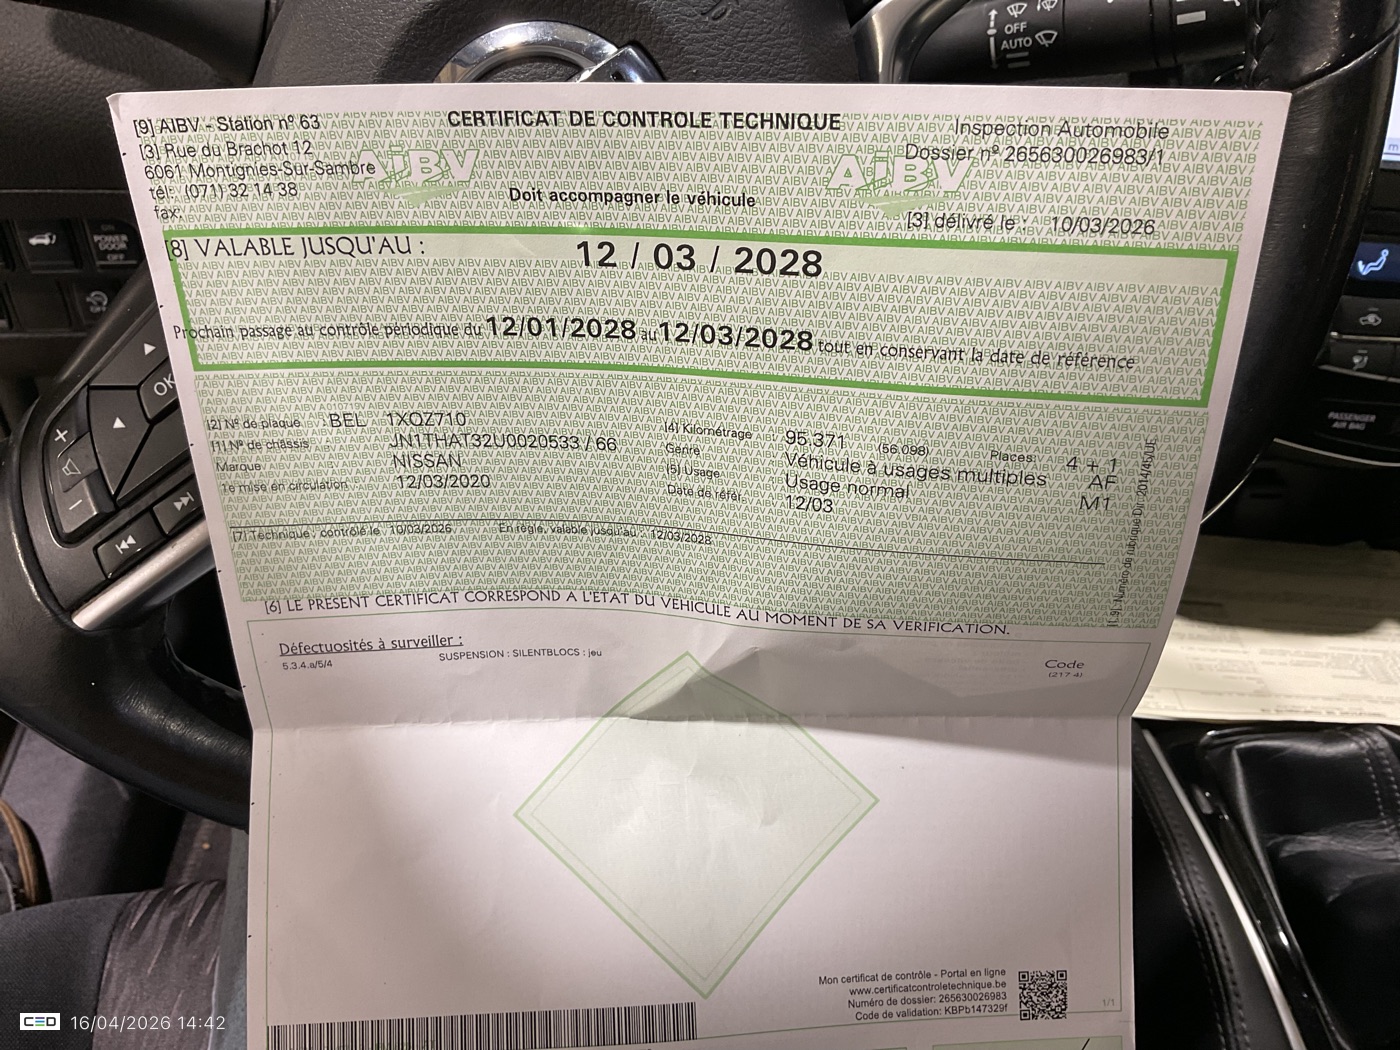 OFF
AUTO
[9] AIBV - Station nº 63
[3] Rue du Brachot 12
6061 Montignies-Sur-Sambre
tél: (071) 32 14 38
fax:
CERTIFICAT DE CONTROLE TECHNIQUE
Doit accompagner le véhicule
AiBV
AiBV
Inspection Automobile
Dossier nº 265630026983/1
[3] délivré le : 10/03/2026
[8] VALABLE JUSQU'AU : 12 / 03 / 2028
Prochain passage au contrôle périodique du 12/01/2028 au 12/03/2028 tout en conservant la date de référence
[2] Nº de plaque : BEL 1XQZ710
[1] Nº de châssis : JN1THAT32U0020533 / 66
Marque NISSAN
1e mise en circulation 12/03/2020
[4] Kilométrage 95.371 (56.098) Places: 4 + 1
Genre Véhicule à usages multiples AF
(5) Usage: Usage normal M1
Date de référ. 12/03
[7] Technique : contrôlé le 10/03/2026 En règle, valable jusqu'au : 12/03/2028
[6] LE PRESENT CERTIFICAT CORRESPOND A L'ETAT DU VEHICULE AU MOMENT DE SA VERIFICATION.
Défectuosités à surveiller :
5.3.4.a/5/4 SUSPENSION : SILENTBLOCS : jeu
Code
(217 4)
Mon certificat de contrôle - Portail en ligne
www.certificatcontroletechnique.be
Numéro de dossier: 265630026983
Code de validation: KBPb147329f
1/1
POWER
DOOR
OFF
OK
PASSENGER
AIR BAG
CED 16/04/2026 14:42